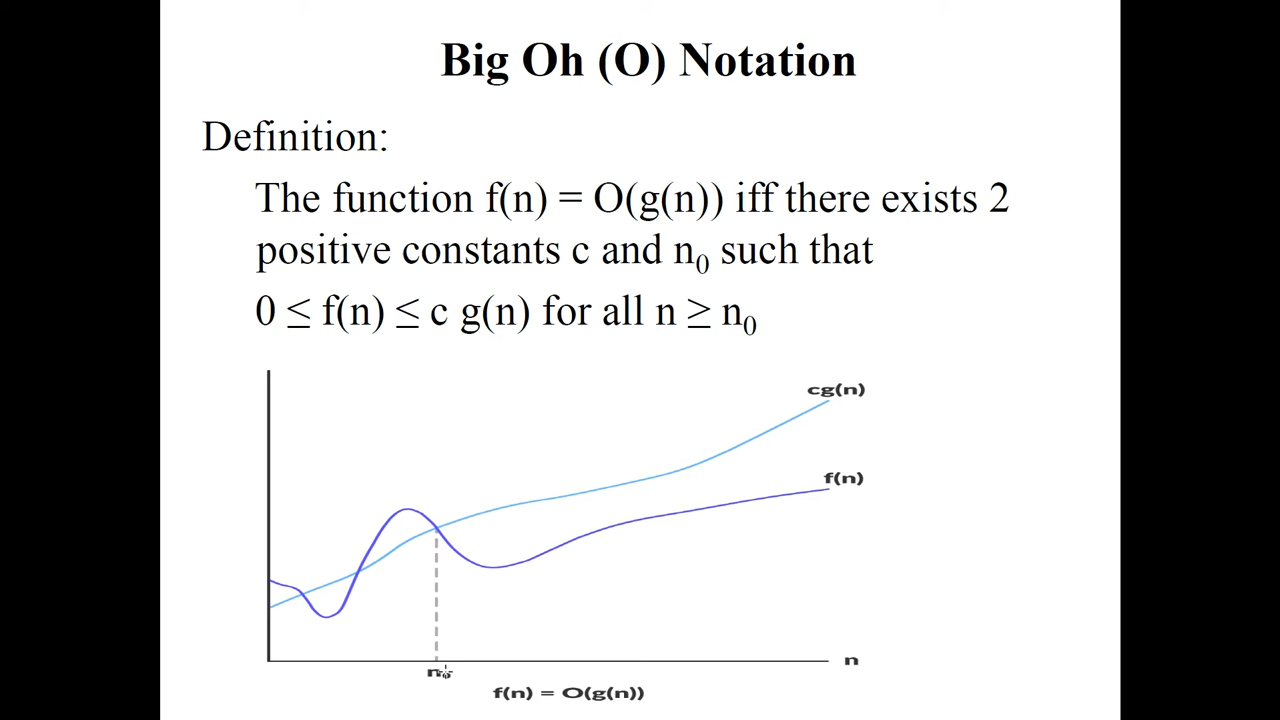 Big Oh (O) Notation
Definition:
The function f(n) = O(g(n)) iff there exists 2
positive constants c and n₀ such that
0 ≤ f(n) ≤ c g(n) for all n ≥ n₀
cg(n)
f(n)
n
n₀
f(n) = O(g(n))